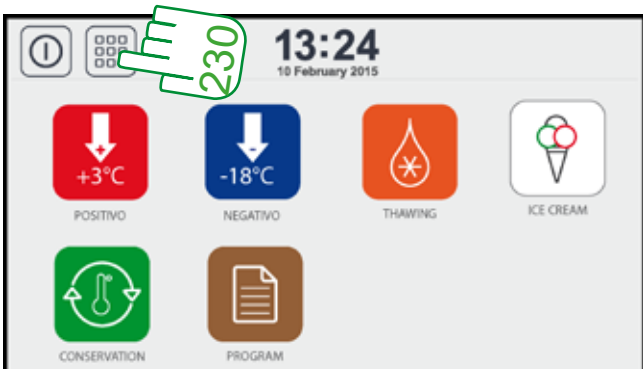 13:24
10 February 2015
230
+3°C
-18°C
POSITIVO
NEGATIVO
THAWING
ICE CREAM
CONSERVATION
PROGRAM